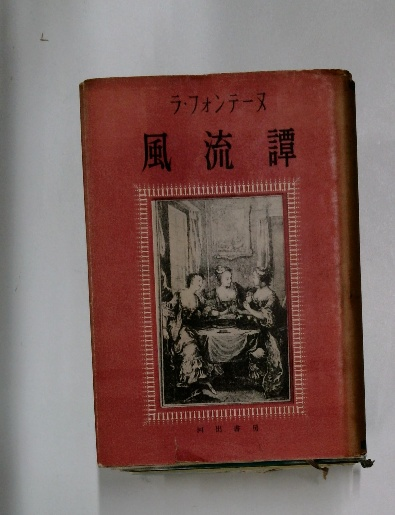 ラ・フォンテーヌ
風流譚
河出書房